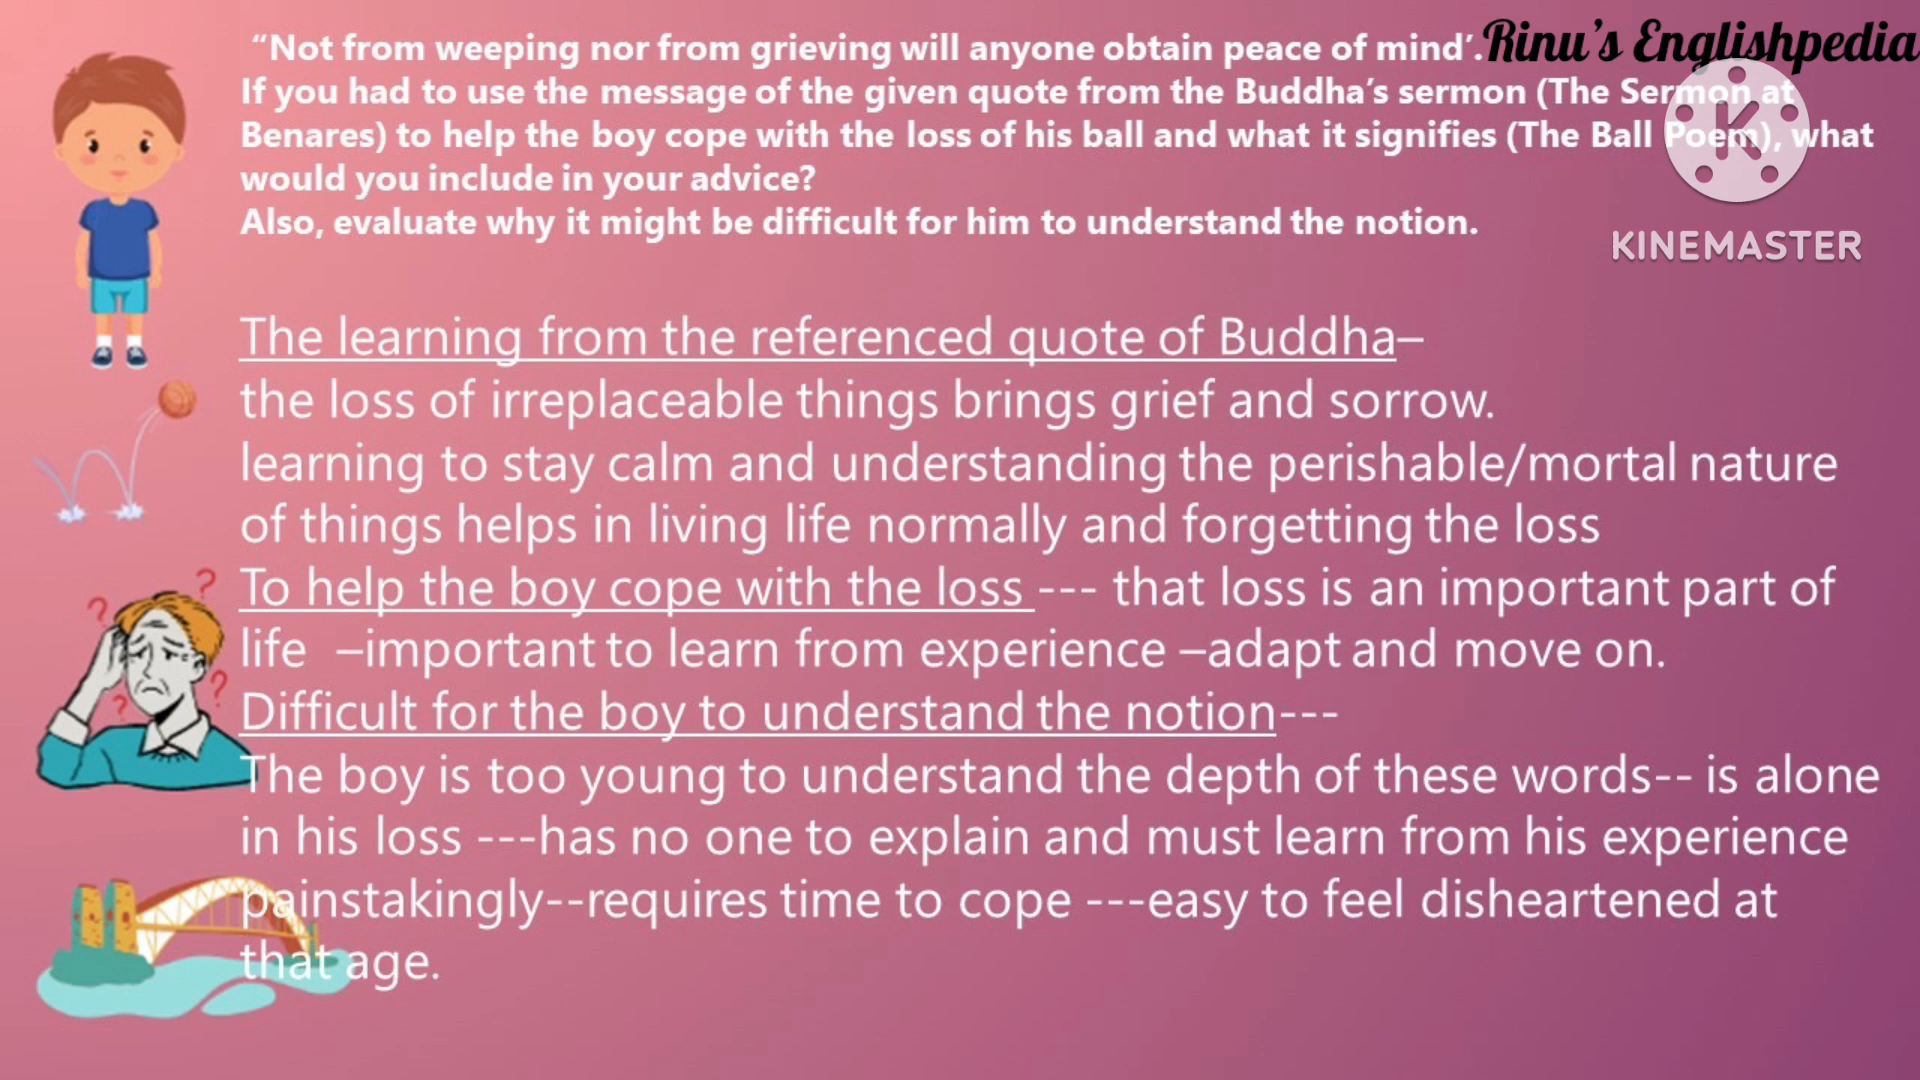 “Not from weeping nor from grieving will anyone obtain peace of mind’.
Rinu’s Englishpedia
If you had to use the message of the given quote from the Buddha’s sermon (The Sermon at
Benares) to help the boy cope with the loss of his ball and what it signifies (The Ball Poem), what
would you include in your advice?
Also, evaluate why it might be difficult for him to understand the notion.
K
KINEMASTER
The learning from the referenced quote of Buddha–
the loss of irreplaceable things brings grief and sorrow.
learning to stay calm and understanding the perishable/mortal nature
of things helps in living life normally and forgetting the loss
To help the boy cope with the loss --- that loss is an important part of
life –important to learn from experience –adapt and move on.
Difficult for the boy to understand the notion---
The boy is too young to understand the depth of these words-- is alone
in his loss ---has no one to explain and must learn from his experience
painstakingly--requires time to cope ---easy to feel disheartened at
that age.
? ? ? ?